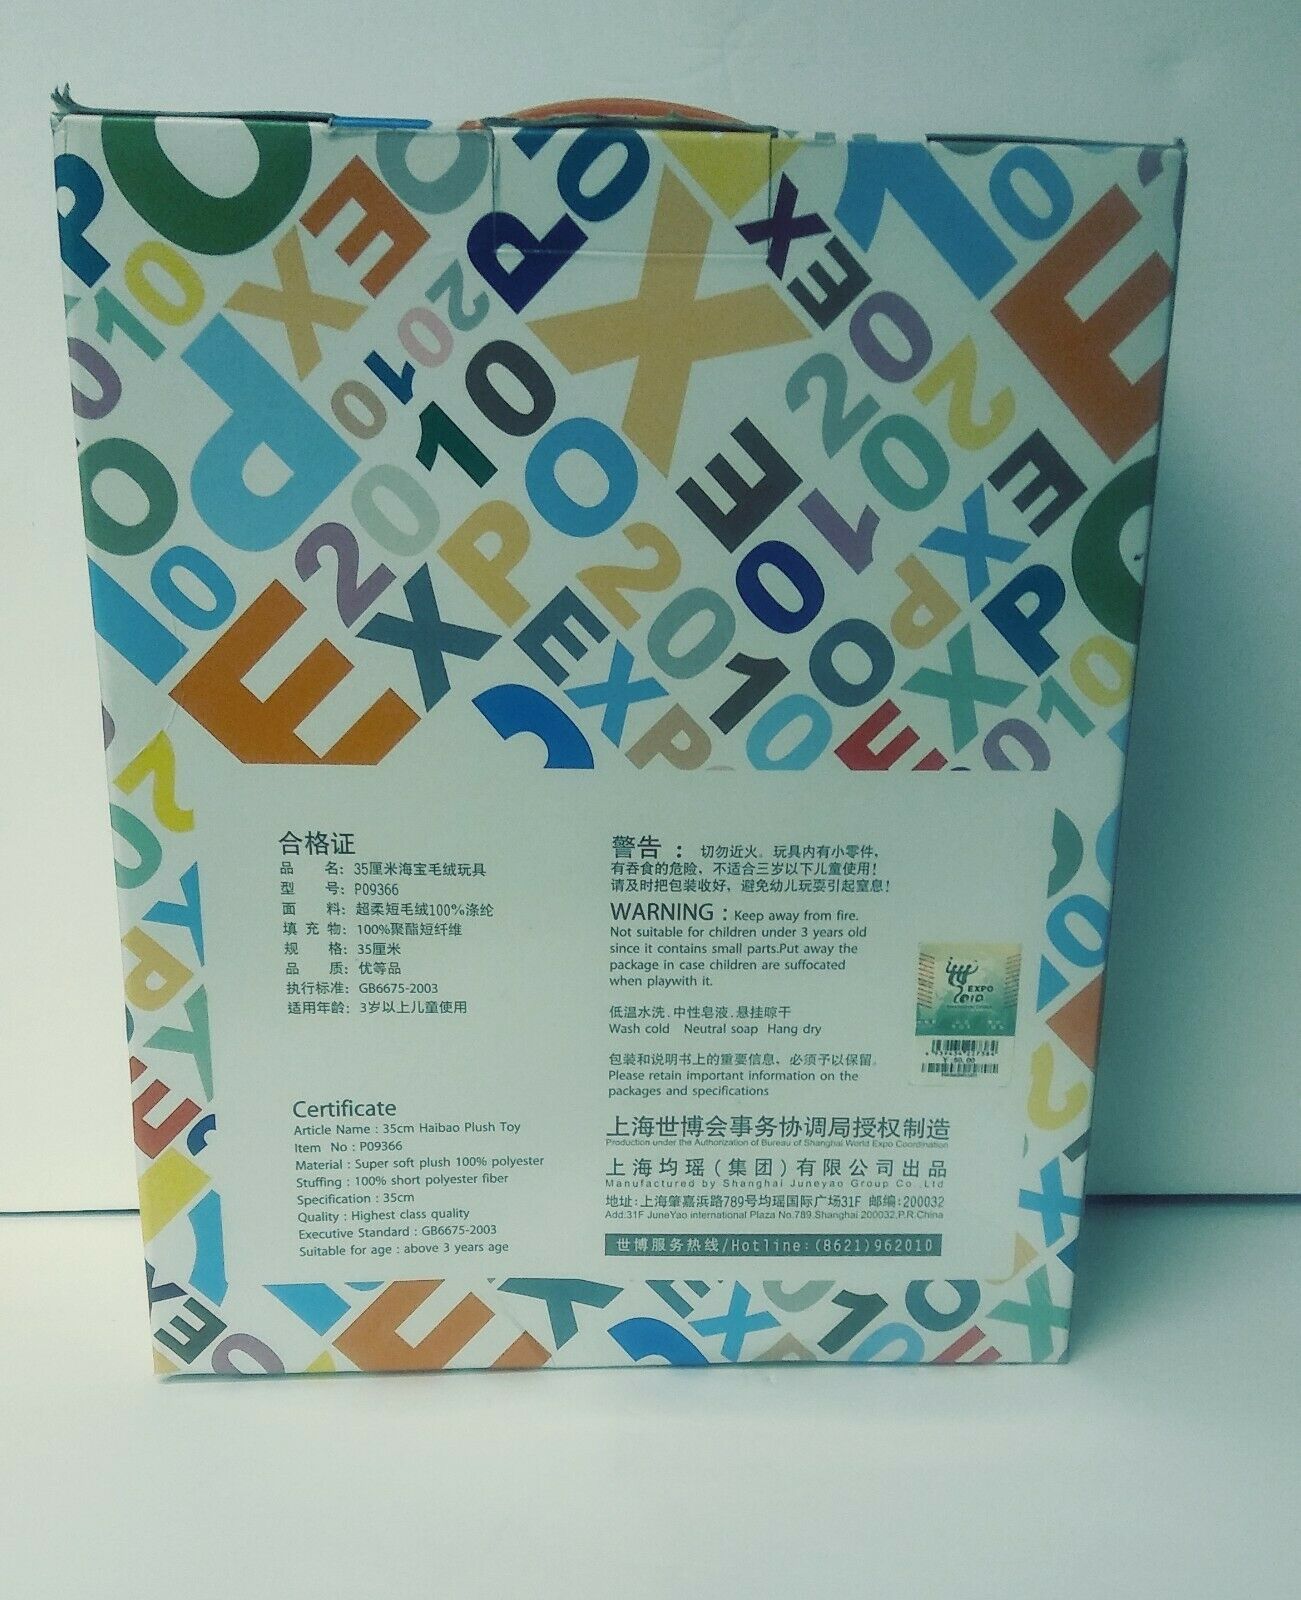 合格证
品 名：35厘米海宝毛绒玩具
型 号：P09366
面 料：超柔短毛绒100%涤纶
填 充 物：100%聚酯短纤维
规 格：35厘米
品 质：优等品
执行标准：GB6675-2003
适用年龄：3岁以上儿童使用
Certificate
Article Name : 35cm Haibao Plush Toy
Item No : P09366
Material : Super soft plush 100% polyester
Stuffing : 100% short polyester fiber
Specification : 35cm
Quality : Highest class quality
Executive Standard : GB6675-2003
Suitable for age : above 3 years age
警告：切勿近火。玩具内有小零件，
有吞食的危险，不适合三岁以下儿童使用！
请及时把包装收好，避免幼儿玩耍引起窒息！
WARNING : Keep away from fire.
Not suitable for children under 3 years old
since it contains small parts.Put away the
package in case children are suffocated
when playwith it.
低温水洗.中性皂液.悬挂晾干
Wash cold Neutral soap Hang dry
包装和说明书上的重要信息，必须予以保留。
Please retain important information on the
packages and specifications
上海世博会事务协调局授权制造
Production under the Authorization of Bureau of Shanghai World Expo Coordination
上海均瑶（集团）有限公司出品
Manufactured by Shanghai Juneyao Group Co.,Ltd
地址:上海肇嘉浜路789号均瑶国际广场31F 邮编:200032
Add:31F JuneYao international Plaza No.789.Shanghai 200032,P.R.China
世博服务热线/Hotline:(8621)962010
EXPO
2010